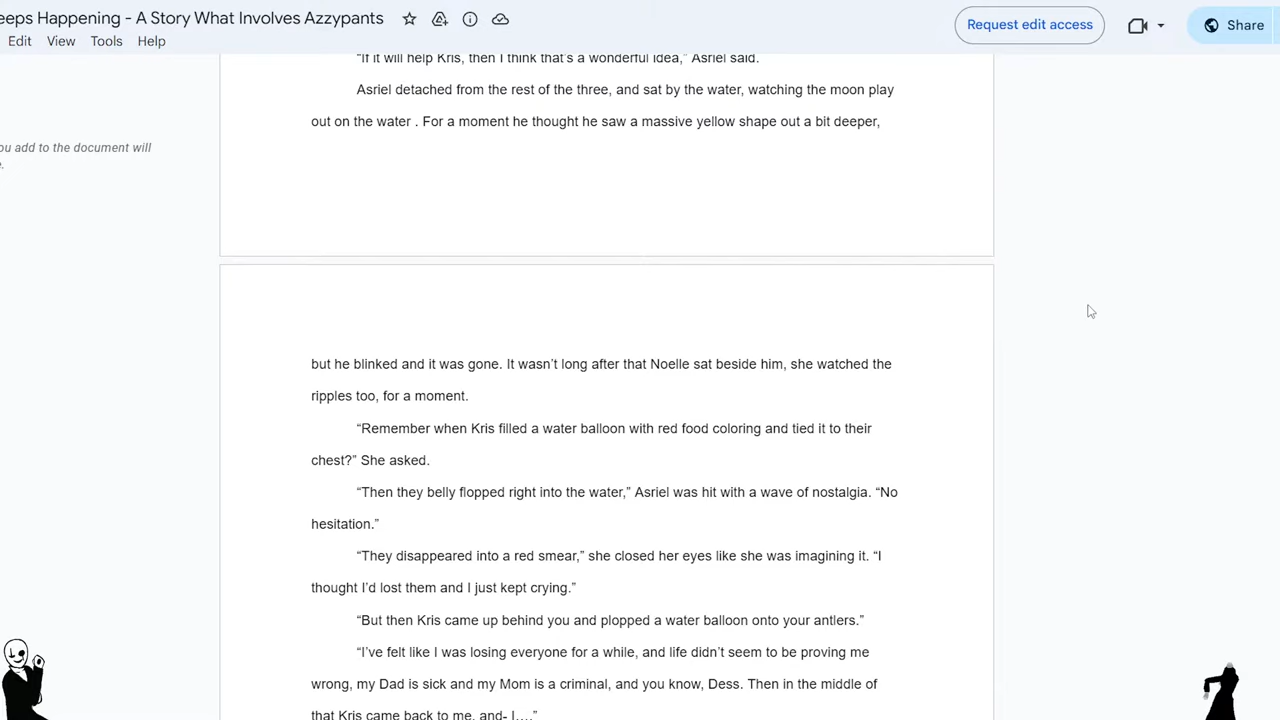 eeps Happening - A Story What Involves Azzypants
Edit View Tools Help
Request edit access
Share
ou add to the document will
e.
“If it will help Kris, then I think that’s a wonderful idea,” Asriel said.
Asriel detached from the rest of the three, and sat by the water, watching the moon play
out on the water . For a moment he thought he saw a massive yellow shape out a bit deeper,
but he blinked and it was gone. It wasn’t long after that Noelle sat beside him, she watched the
ripples too, for a moment.
“Remember when Kris filled a water balloon with red food coloring and tied it to their
chest?” She asked.
“Then they belly flopped right into the water,” Asriel was hit with a wave of nostalgia. “No
hesitation.”
“They disappeared into a red smear,” she closed her eyes like she was imagining it. “I
thought I’d lost them and I just kept crying.”
“But then Kris came up behind you and plopped a water balloon onto your antlers.”
“I’ve felt like I was losing everyone for a while, and life didn’t seem to be proving me
wrong, my Dad is sick and my Mom is a criminal, and you know, Dess. Then in the middle of
that Kris came back to me, and- I....”